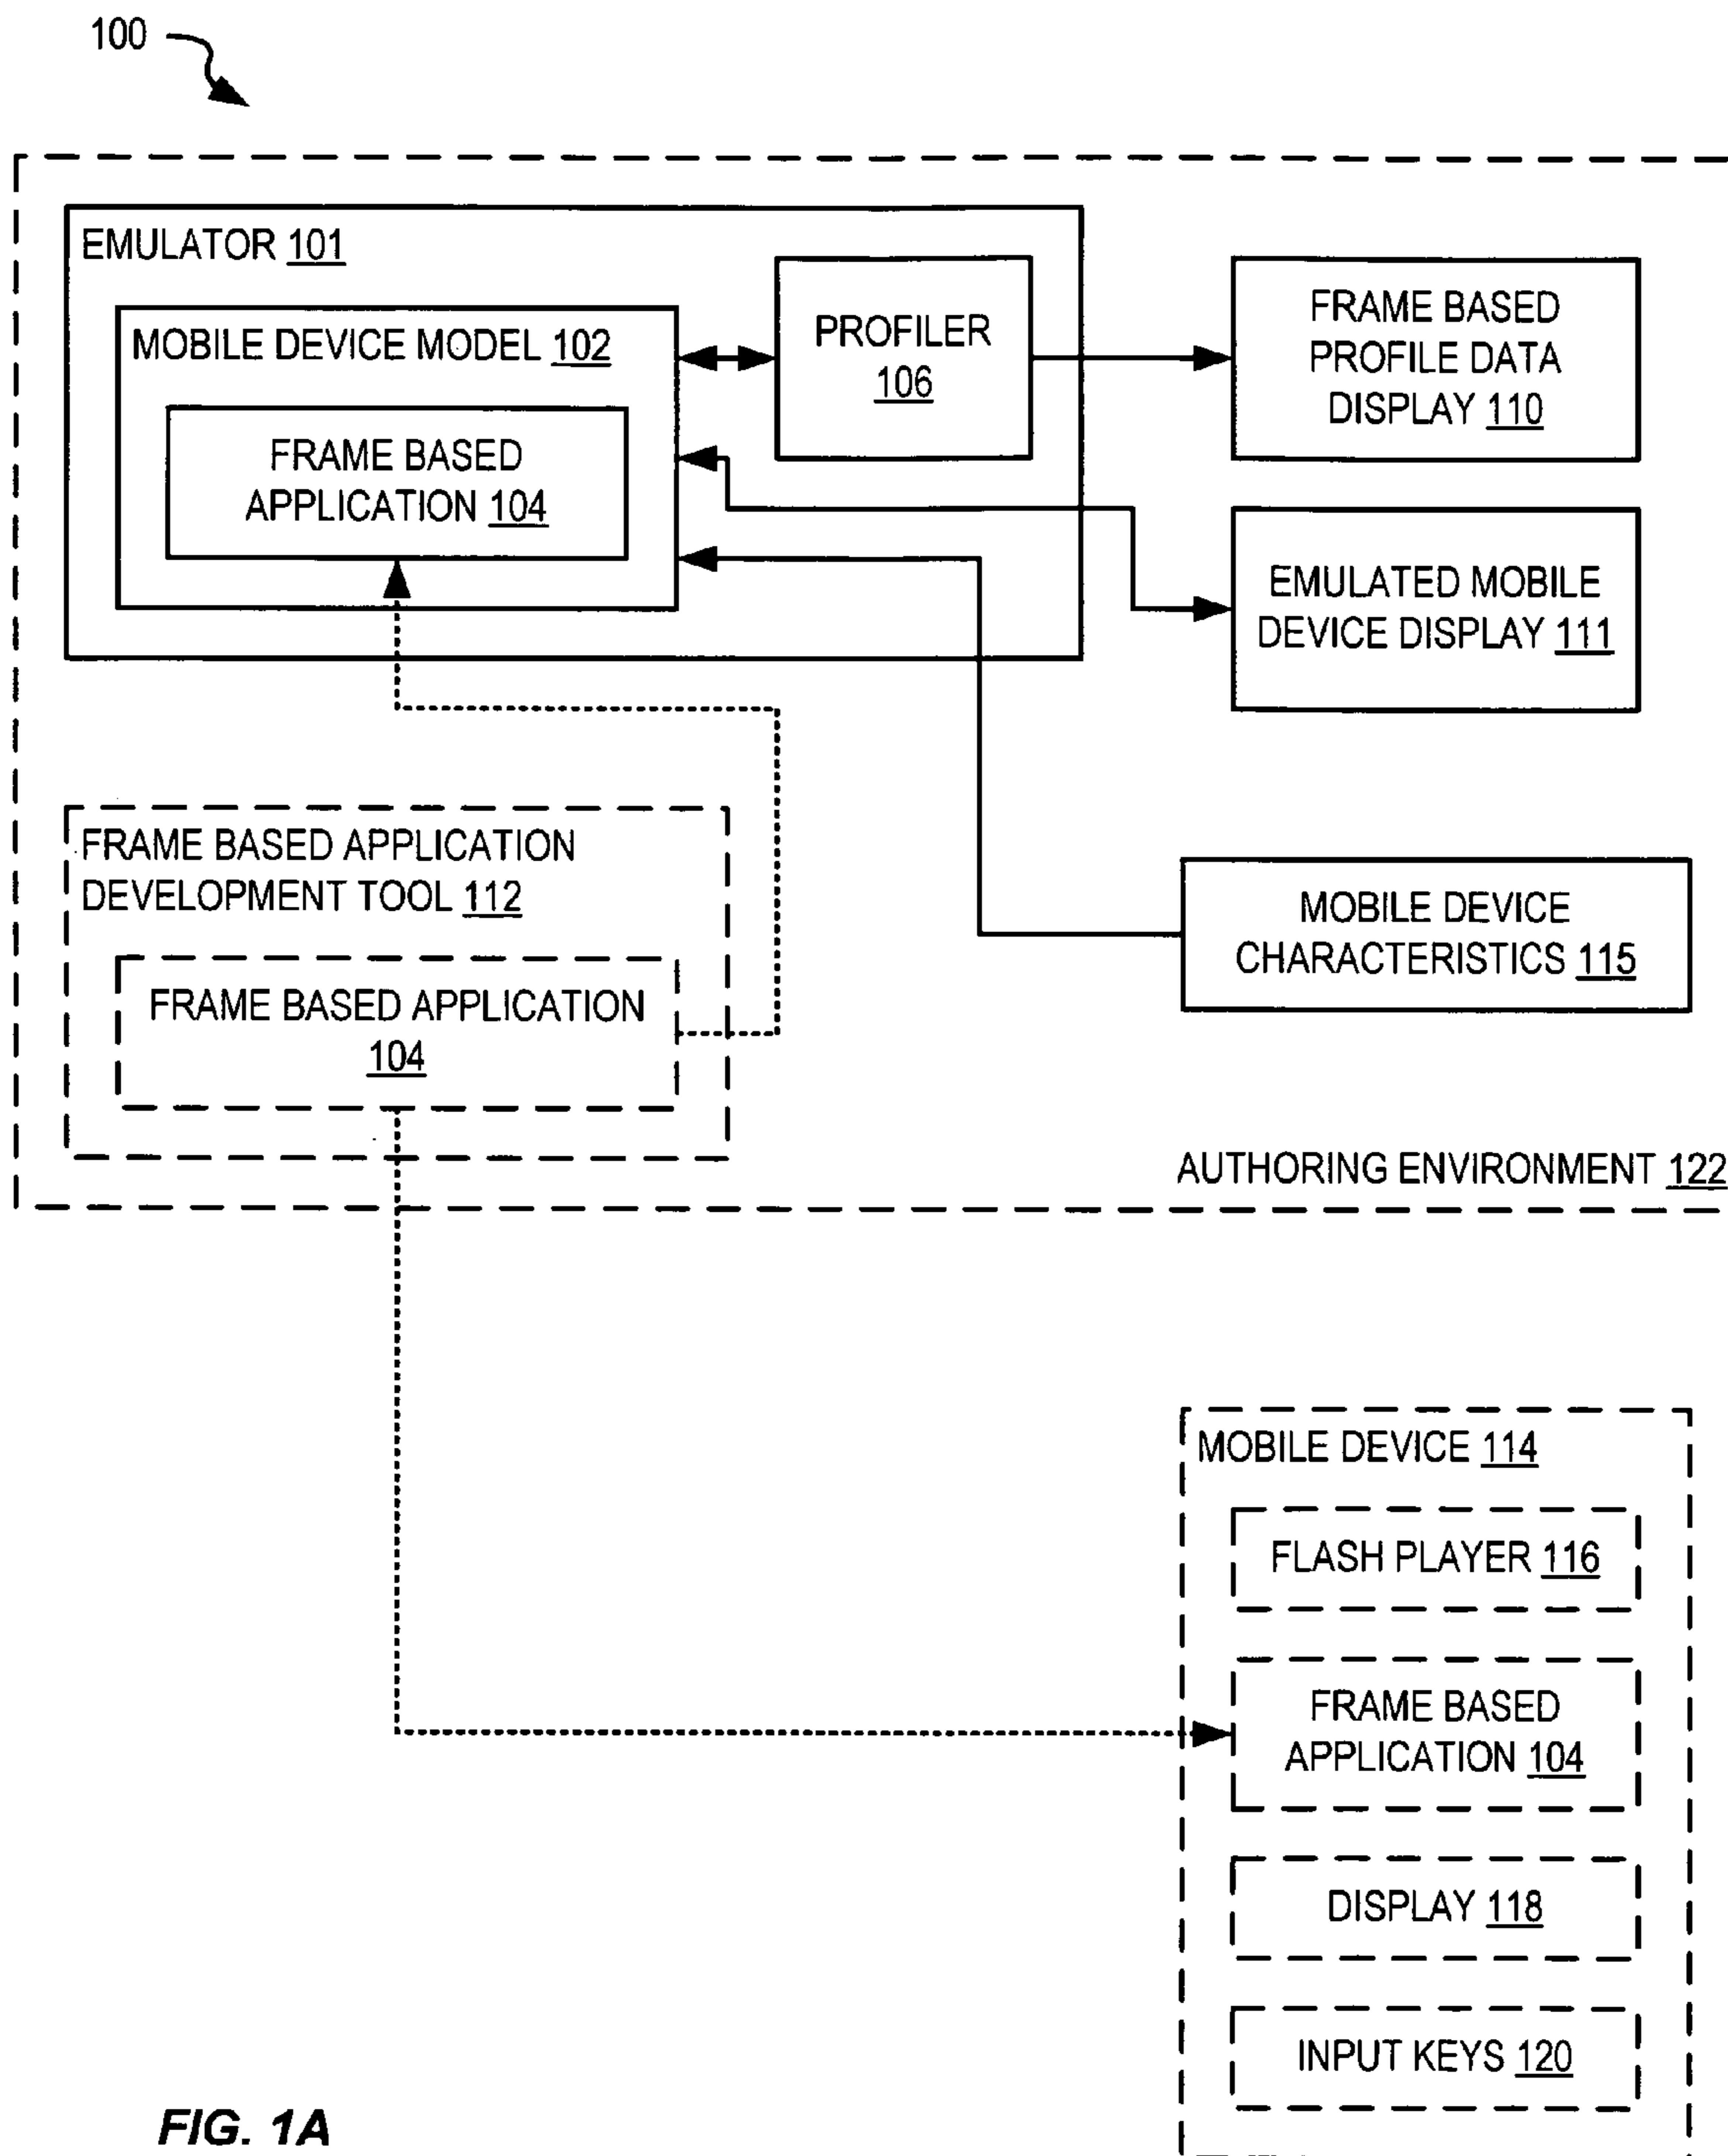 100
EMULATOR 101
MOBILE DEVICE MODEL 102
FRAME BASED
APPLICATION 104
PROFILER
106
FRAME BASED
PROFILE DATA
DISPLAY 110
EMULATED MOBILE
DEVICE DISPLAY 111
FRAME BASED APPLICATION
DEVELOPMENT TOOL 112
FRAME BASED APPLICATION
104
MOBILE DEVICE
CHARACTERISTICS 115
AUTHORING ENVIRONMENT 122
MOBILE DEVICE 114
FLASH PLAYER 116
FRAME BASED
APPLICATION 104
DISPLAY 118
INPUT KEYS 120
FIG. 1A